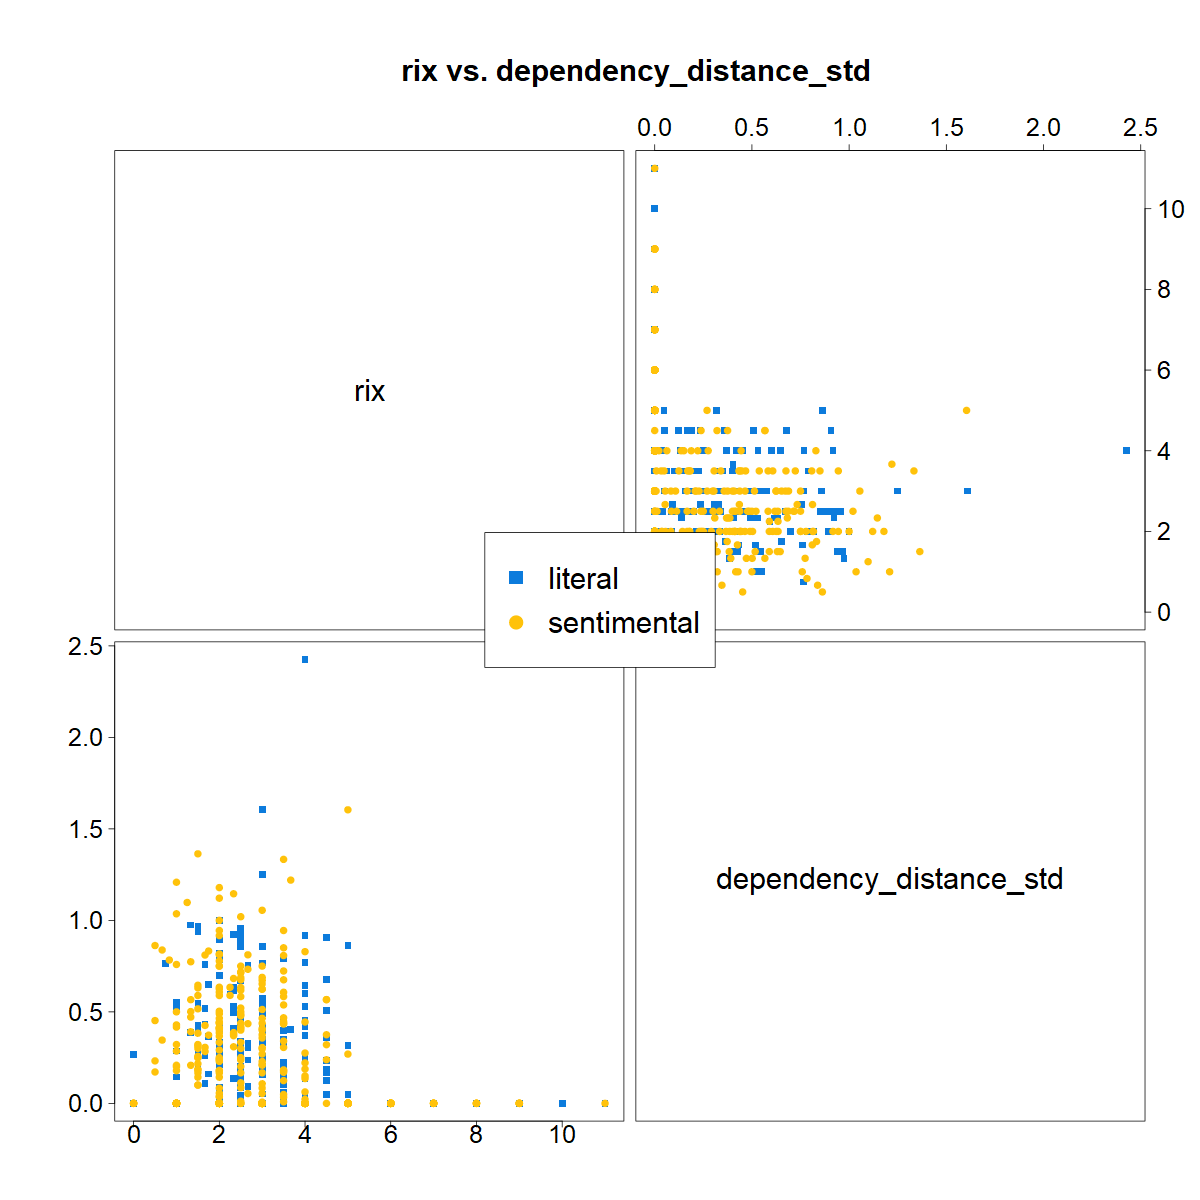 rix vs. dependency_distance_std
0.0 0.5 1.0 1.5 2.0 2.5
10
8
rix
6
4
2
literal
0
sentimental
2.5
2.0
1.5
dependency_distance_std
1.0
0.5
0.0
0 2 4 6 8 10